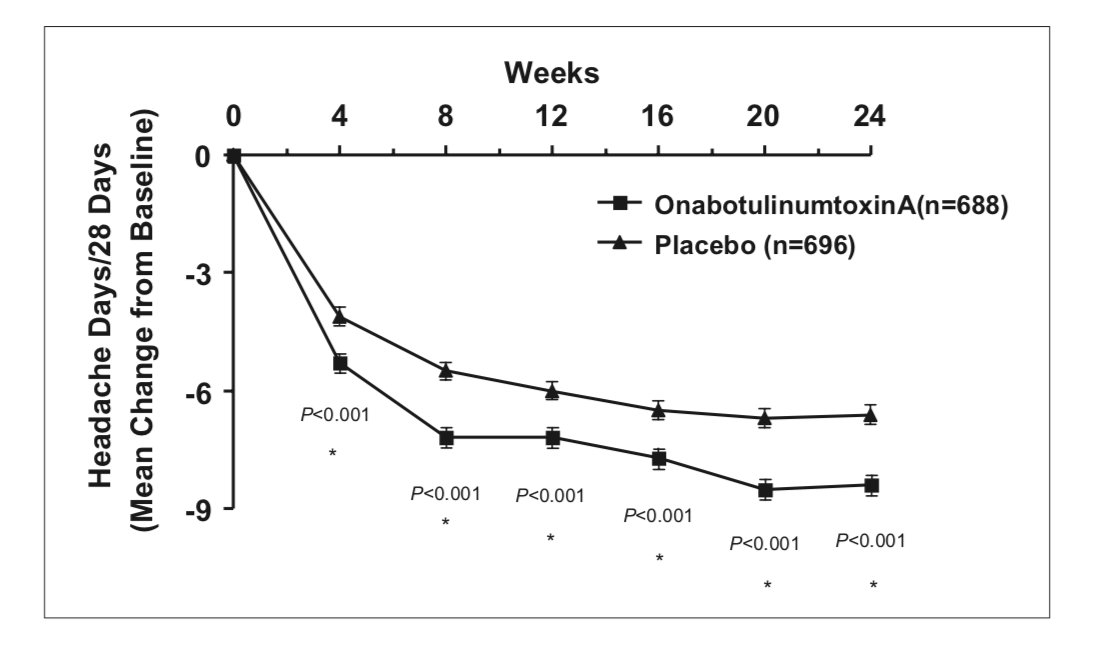 Weeks
0 4 8 12 16 20 24
0
-3
-6
-9
Headache Days/28 Days
(Mean Change from Baseline)
OnabotulinumtoxinA(n=688)
Placebo (n=696)
P<0.001
*
P<0.001
*
P<0.001
*
P<0.001
*
P<0.001
*
P<0.001
*